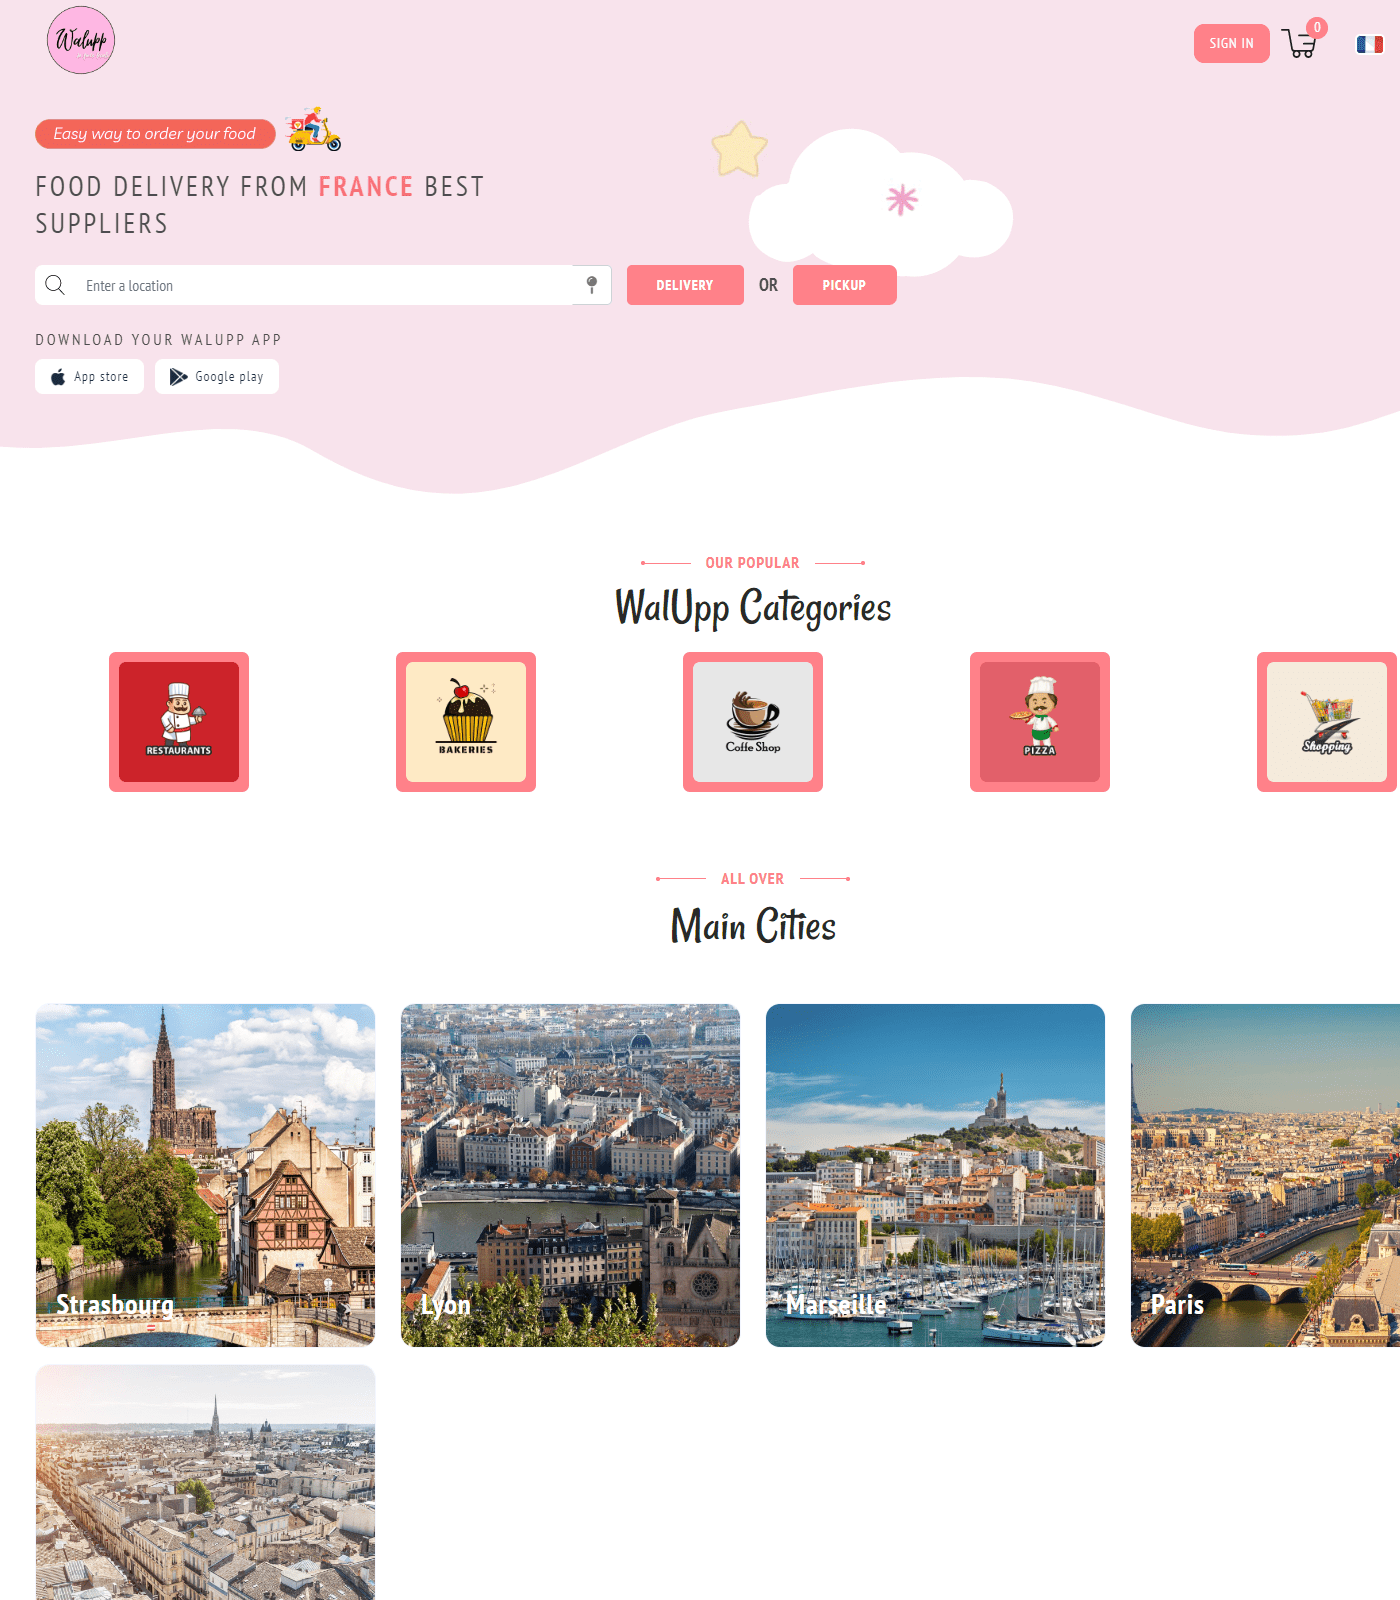 Walupp
SIGN IN
0
Easy way to order your food
FOOD DELIVERY FROM FRANCE BEST
SUPPLIERS
Enter a location
DELIVERY
OR
PICKUP
DOWNLOAD YOUR WALUPP APP
App store
Google play
OUR POPULAR
WalUpp Categories
RESTAURANTS
BAKERIES
Coffe Shop
PIZZA
Shopping
ALL OVER
Main Cities
Strasbourg
Lyon
Marseille
Paris